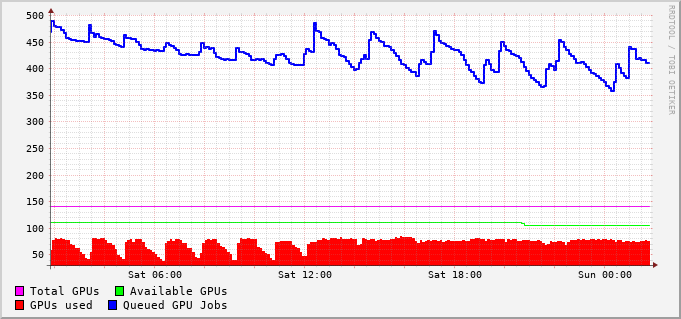 500
450
400
350
300
250
200
150
100
50
Sat 06:00 Sat 12:00 Sat 18:00 Sun 00:00
Total GPUs Available GPUs
GPUs used Queued GPU Jobs
RRDTOOL / TOBI OETIKER